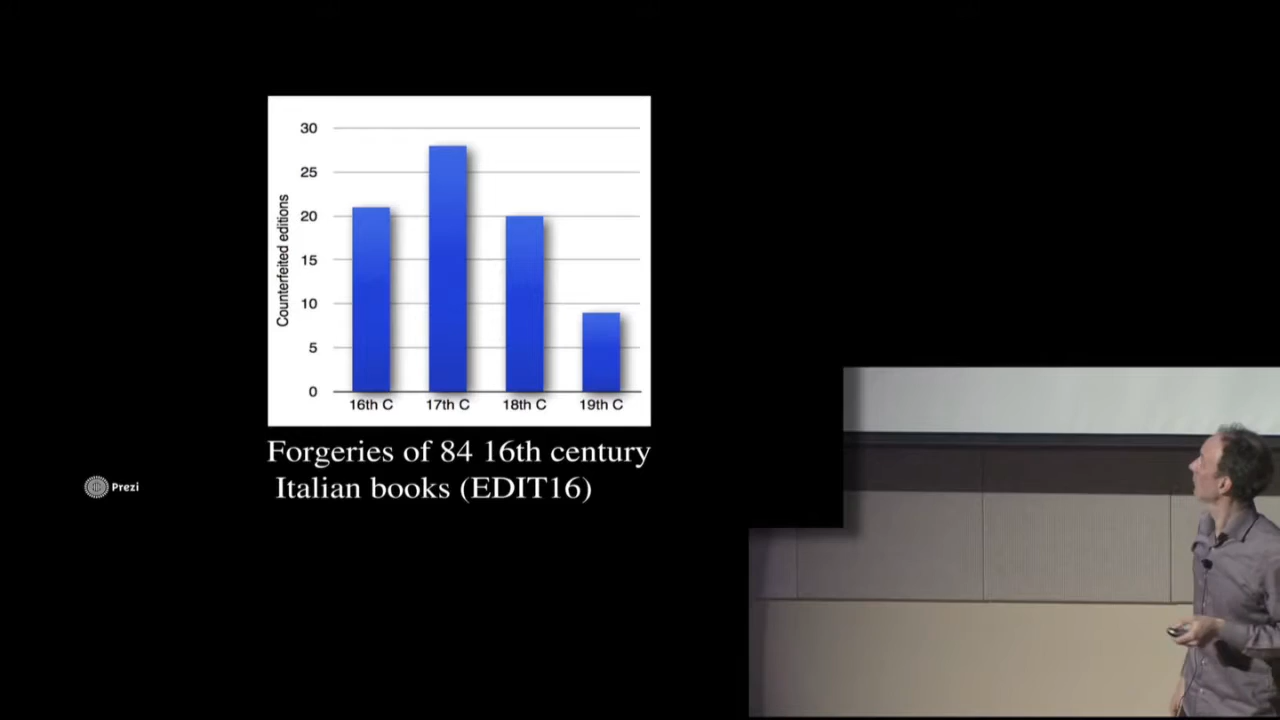 30
25
20
15
10
5
0
Counterfeited editions
16th C 17th C 18th C 19th C
Forgeries of 84 16th century
Italian books (EDIT16)
Prezi